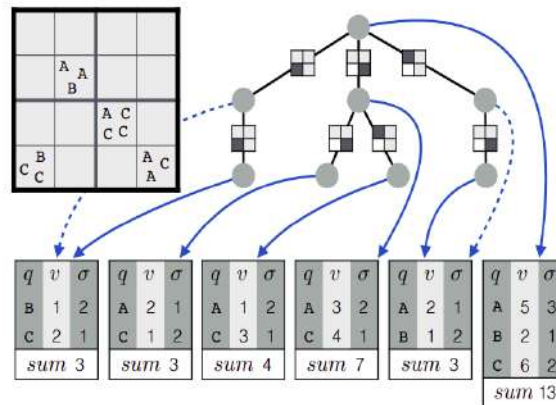 A A
B
A C
C C
B
C C
A C
A
q v σ
B 1 2
C 2 1
sum 3
q v σ
A 2 1
C 1 2
sum 3
q v σ
A 1 2
C 3 1
sum 4
q v σ
A 3 2
C 4 1
sum 7
q v σ
A 2 1
B 1 2
sum 3
q v σ
A 5 3
B 2 1
C 6 2
sum 13